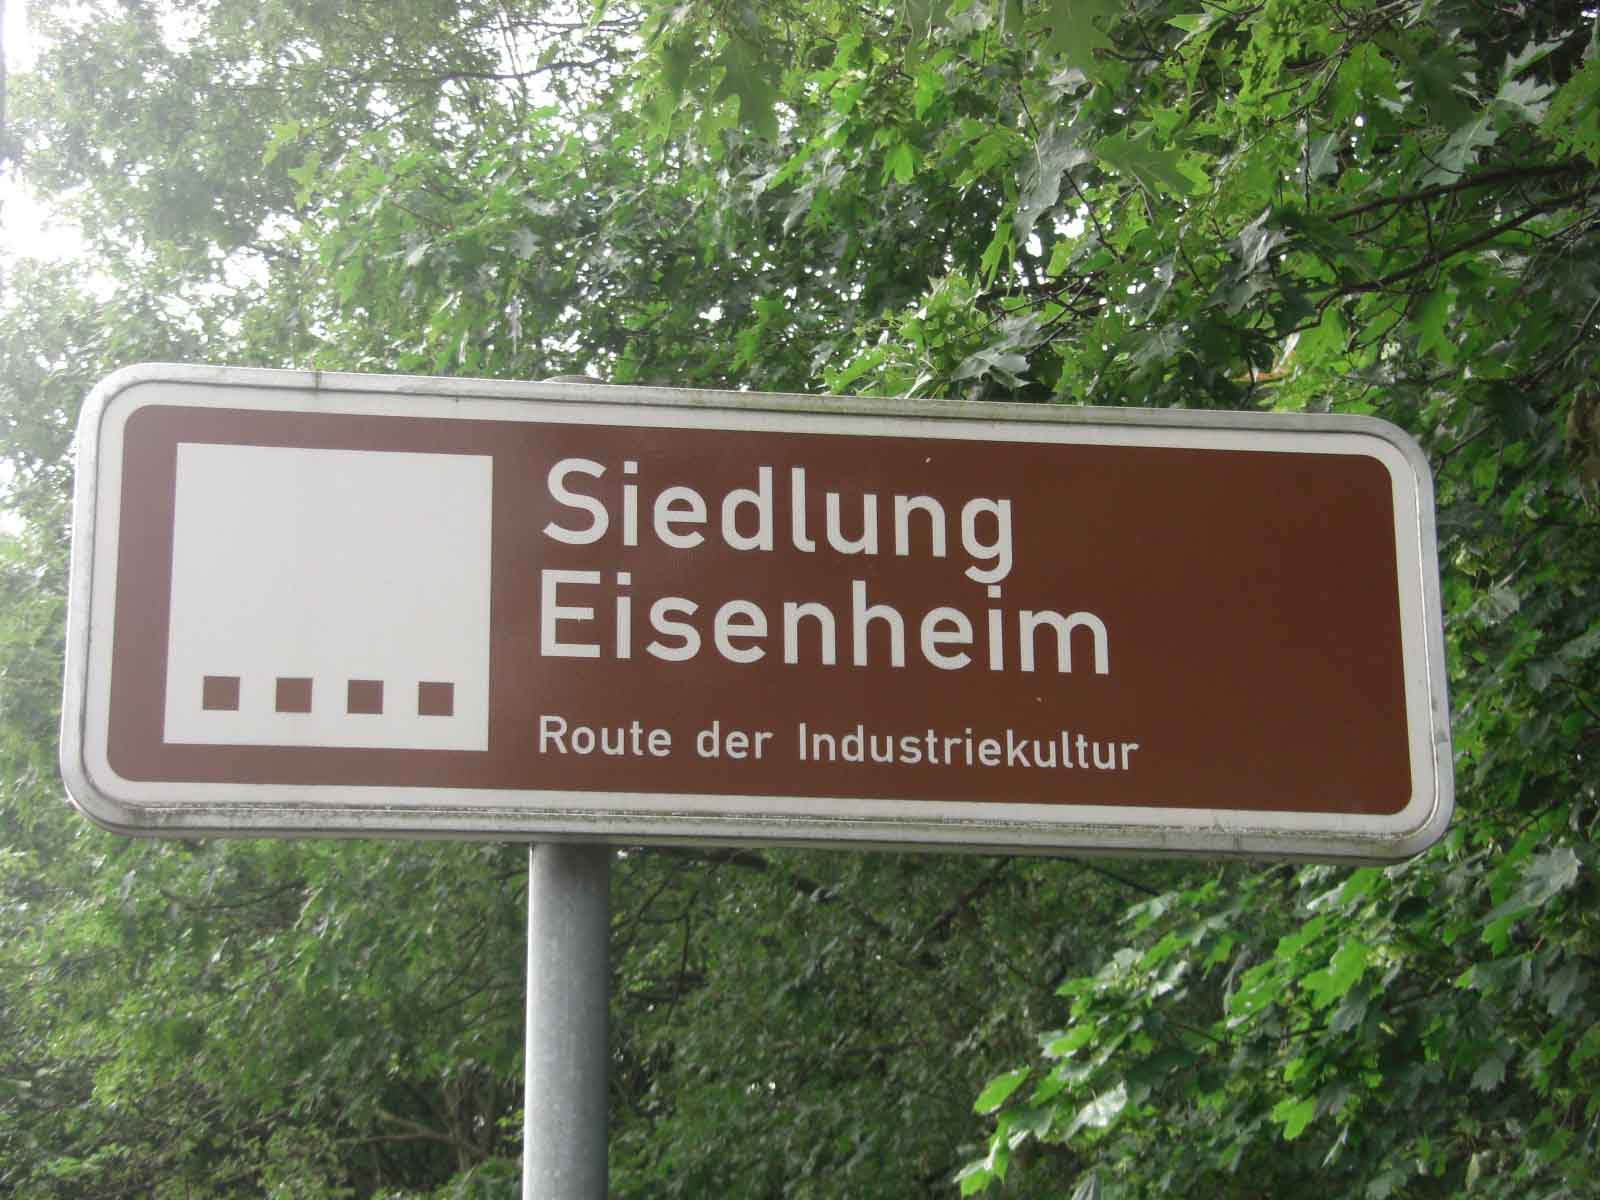 Siedlung
Eisenheim
Route der Industriekultur